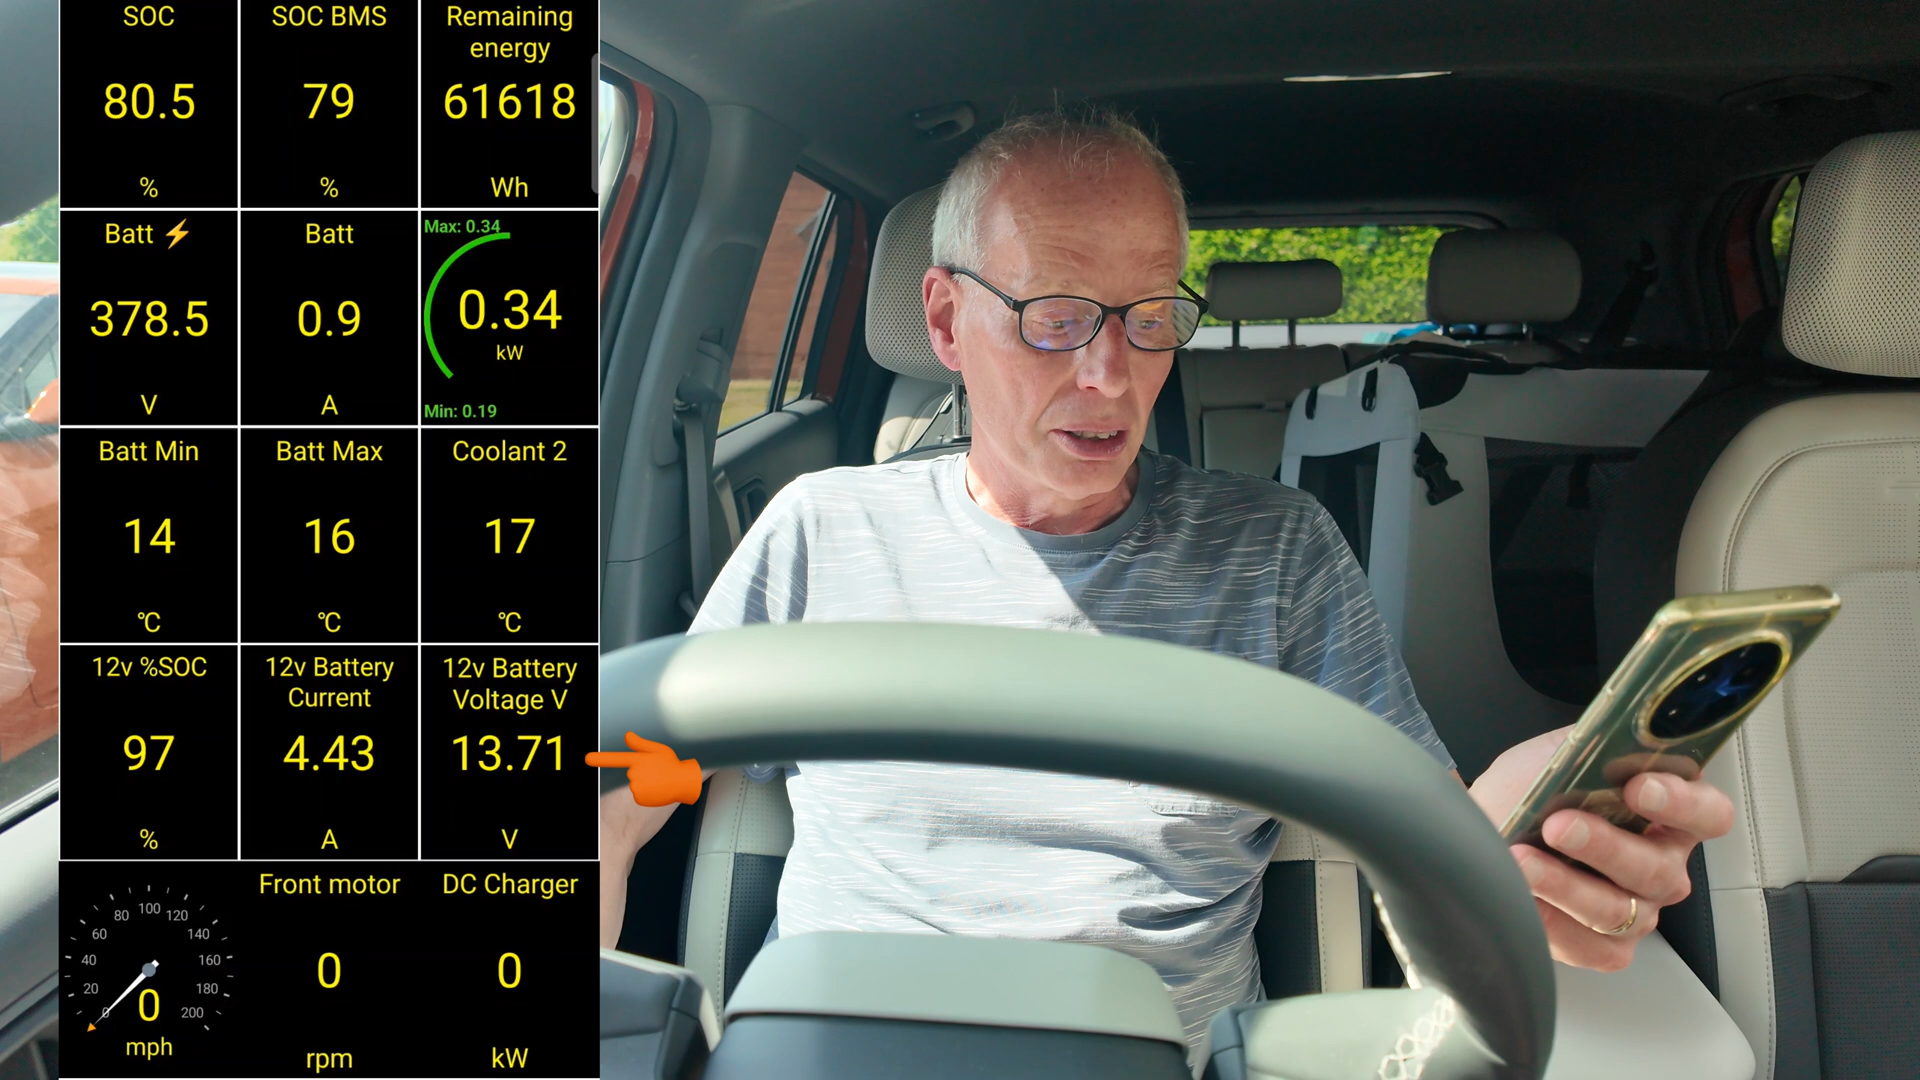 SOC
80.5
%
SOC BMS
79
%
Remaining
energy
61618
Wh
Batt ⚡
378.5
V
Batt
0.9
A
Max: 0.34
0.34
kW
Min: 0.19
Batt Min
14
°C
Batt Max
16
°C
Coolant 2
17
°C
12v %SOC
97
%
12v Battery
Current
4.43
A
12v Battery
Voltage V
13.71
V
0
20
40
60
80
100
120
140
160
180
200
0
mph
Front motor
0
rpm
DC Charger
0
kW